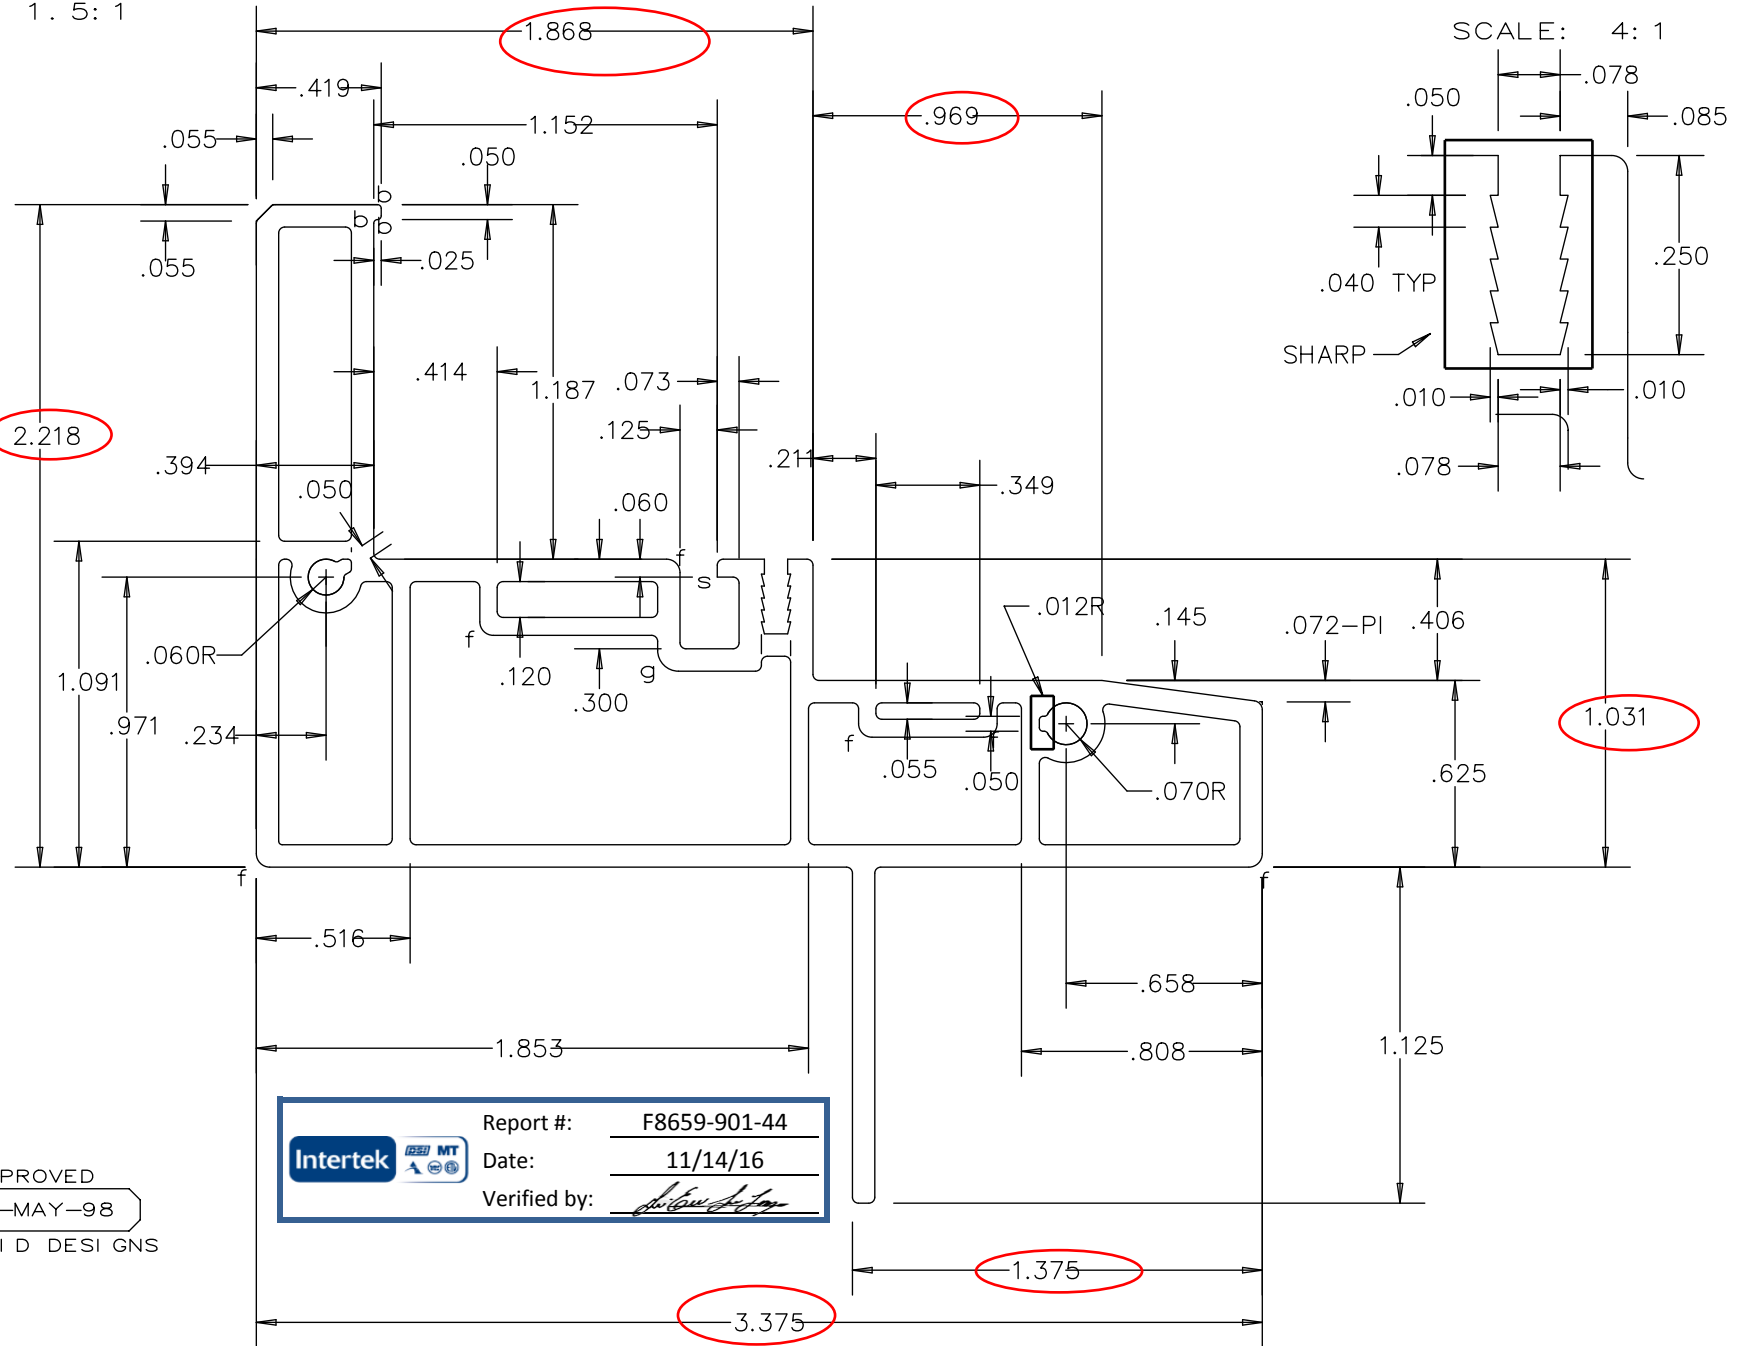 1. 5: 1
1.868
SCALE: 4: 1
.419
.078
.050
.969
.085
1.152
.055
.050
b
b
b
.055
.025
.250
.040 TYP
SHARP
.414
.073
1.187
.010
.010
2.218
.125
.211
.394
.078
.050
.349
.060
f
s
.012R
.145
.072-PI
.406
f
.060R
g
.120
1.091
.300
.971
.234
1.031
f
f
.055
.050
.625
.070R
f
f
.516
.658
1.853
.808
1.125
Report #: F8659-901-44
Intertek
DSI MT
Date: 11/14/16
Verified by:
PROVED
-MAY-98
I D DESI GNS
1.375
3.375